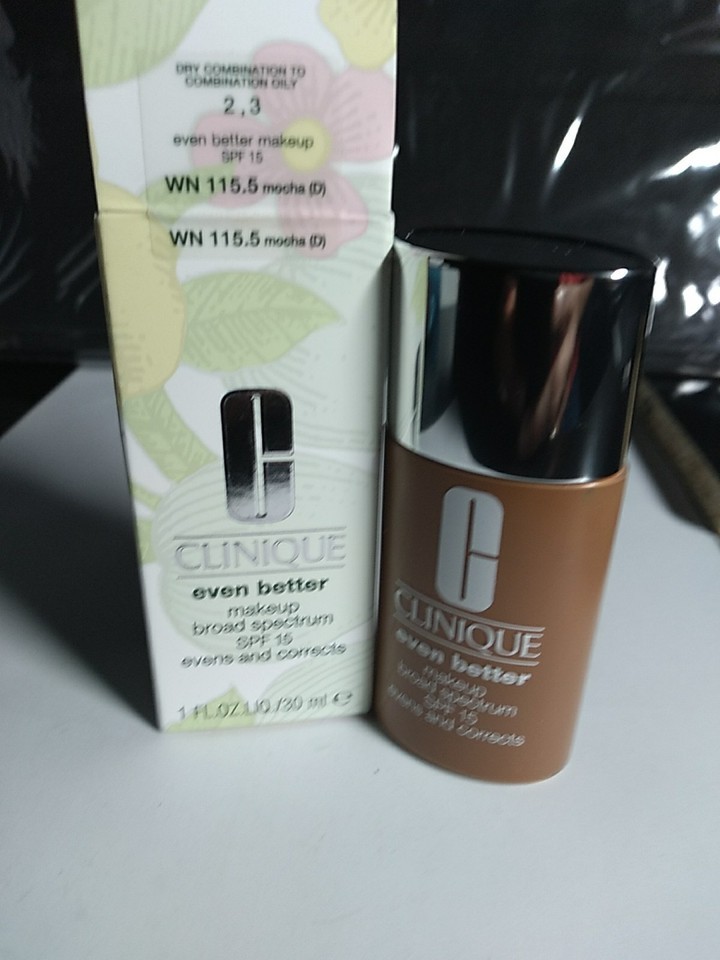 DRY COMBINATION TO
COMBINATION OILY
2,3
even better makeup
SPF 15
WN 115.5 mocha (D)
WN 115.5 mocha (D)
CLINIQUE
even better
makeup
broad spectrum
SPF 15
evens and corrects
1 FL.OZ.LIQ./30 ml e
CLINIQUE
even better
makeup
broad spectrum
SPF 15
evens and corrects